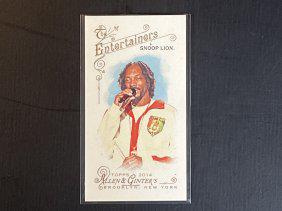 The
Entertainers
SNOOP LION.
TOPPS 2014
ALLEN & GINTER'S
BROOKLYN, NEW YORK